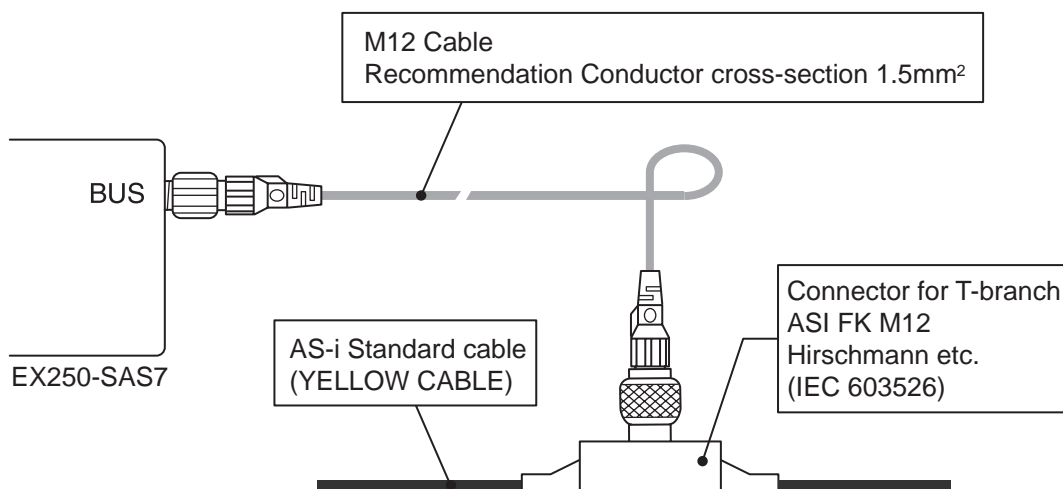 M12 Cable
Recommendation Conductor cross-section 1.5mm²
BUS
EX250-SAS7
AS-i Standard cable
(YELLOW CABLE)
Connector for T-branch
ASI FK M12
Hirschmann etc.
(IEC 603526)